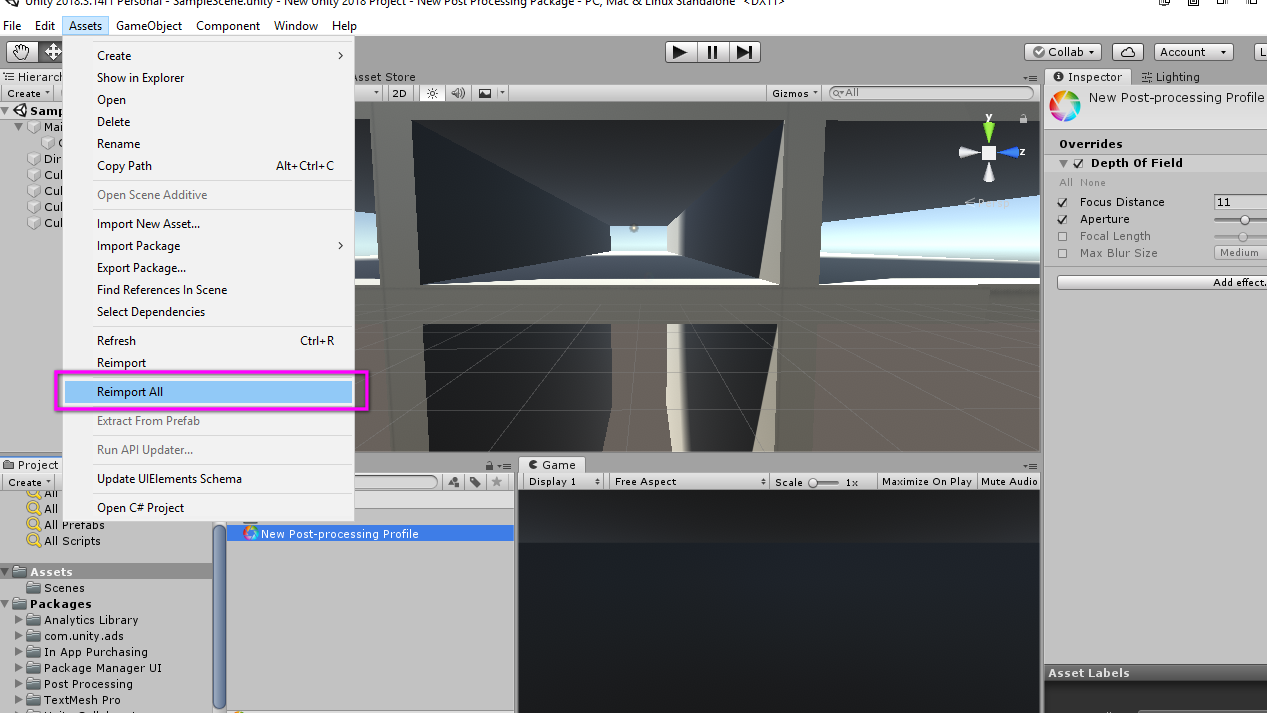 Unity 2018.3.14f1 Personal - SampleScene.unity - New Unity 2018 Project - New Post Processing Package - PC, Mac & Linux Standalone <DX11>
File Edit Assets GameObject Component Window Help
Collab Account
Hierarch
Asset Store
Inspector Lighting
Create
2D
Gizmos
All
Samp
Mai
Dir
Cub
Cub
Cub
Cub
Create
Show in Explorer
Open
Delete
Rename
Copy Path Alt+Ctrl+C
Open Scene Additive
Import New Asset...
Import Package
Export Package...
Find References In Scene
Select Dependencies
Refresh Ctrl+R
Reimport
Reimport All
Extract From Prefab
Run API Updater...
Update UIElements Schema
Open C# Project
y
z
New Post-processing Profile
Overrides
Depth Of Field
All None
Focus Distance 11
Aperture
Focal Length
Max Blur Size Medium
Add effect.
Project
Create
All
All
All Prefabs
All Scripts
Assets
Scenes
Packages
Analytics Library
com.unity.ads
In App Purchasing
Package Manager UI
Post Processing
TextMesh Pro
New Post-processing Profile
Game
Display 1 Free Aspect Scale 1x Maximize On Play Mute Audio
Asset Labels